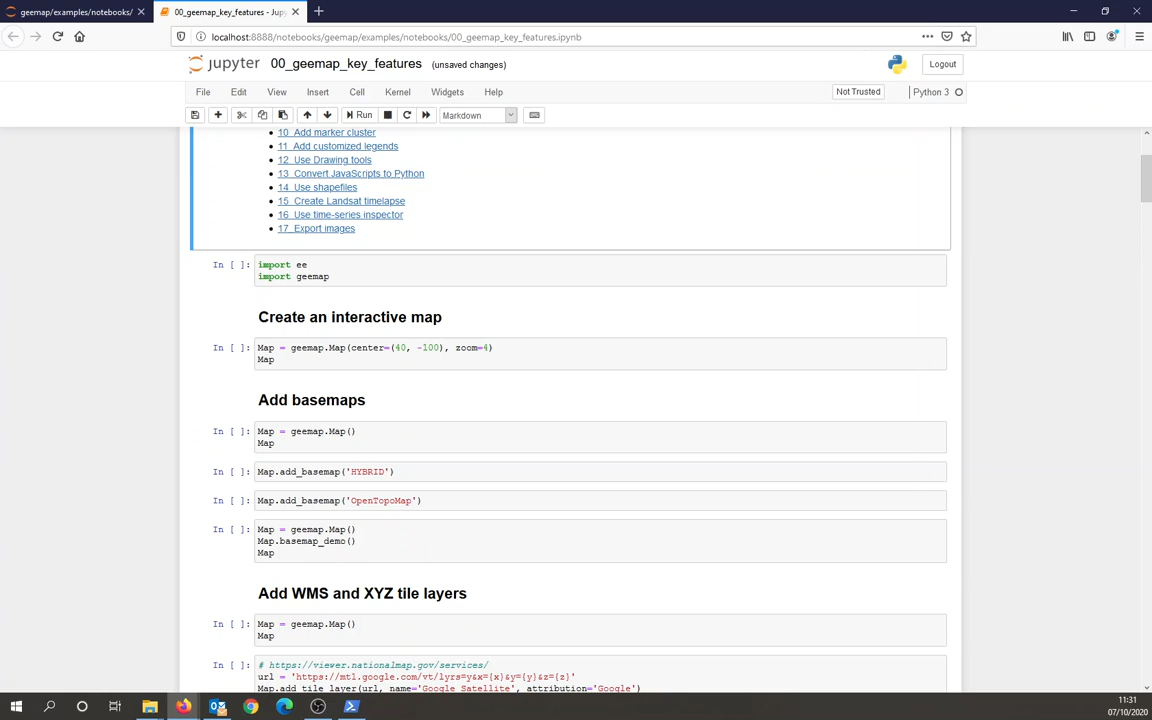 geemap/examples/notebooks/
00_geemap_key_features - Jupy
localhost:8888/notebooks/geemap/examples/notebooks/00_geemap_key_features.ipynb
jupyter 00_geemap_key_features (unsaved changes)
Logout
File Edit View Insert Cell Kernel Widgets Help
Not Trusted
Python 3
Run
Markdown
10 Add marker cluster
11 Add customized legends
12 Use Drawing tools
13 Convert JavaScripts to Python
14 Use shapefiles
15 Create Landsat timelapse
16 Use time-series inspector
17 Export images
In [ ]: import ee
import geemap
Create an interactive map
In [ ]: Map = geemap.Map(center=(40, -100), zoom=4)
Map
Add basemaps
In [ ]: Map = geemap.Map()
Map
In [ ]: Map.add_basemap('HYBRID')
In [ ]: Map.add_basemap('OpenTopoMap')
In [ ]: Map = geemap.Map()
Map.basemap_demo()
Map
Add WMS and XYZ tile layers
In [ ]: Map = geemap.Map()
Map
In [ ]: # https://viewer.nationalmap.gov/services/
url = 'https://mt1.google.com/vt/lyrs=y&x={x}&y={y}&z={z}'
Map.add_tile_layer(url, name='Google Satellite', attribution='Google')
11:31
07/10/2020